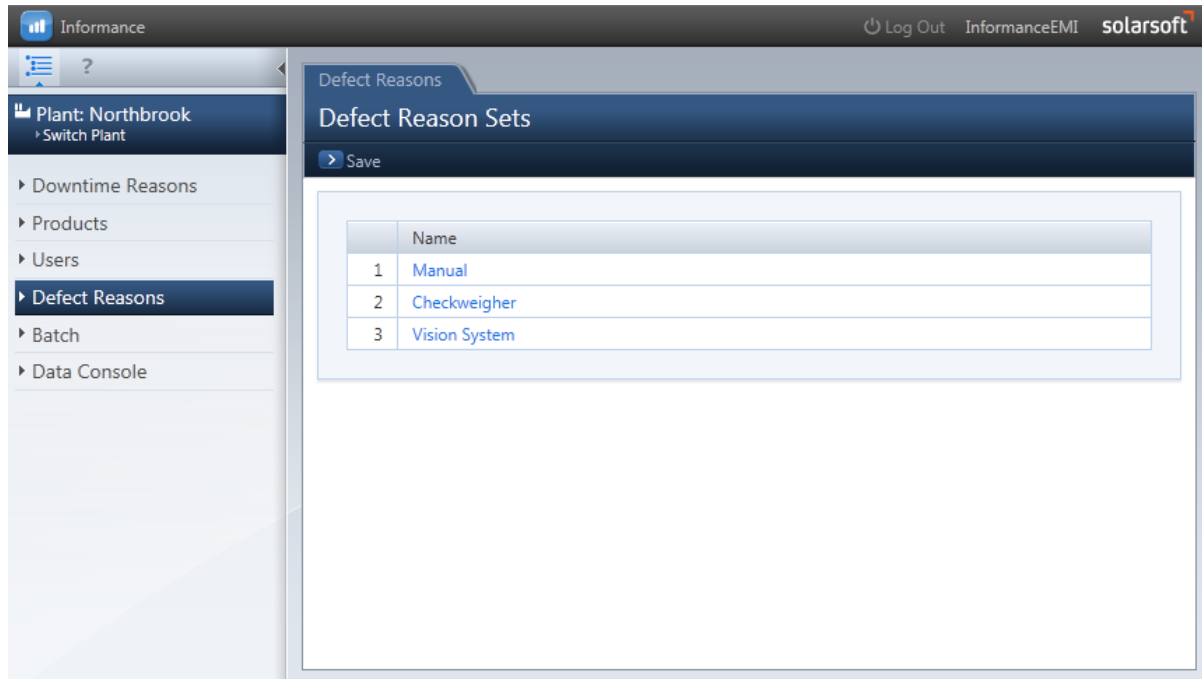 Informance
Log Out InformanceEMI solarsoft
?
Plant: Northbrook
Switch Plant
Downtime Reasons
Products
Users
Defect Reasons
Batch
Data Console
Defect Reasons
Defect Reason Sets
Save
Name
1 Manual
2 Checkweigher
3 Vision System